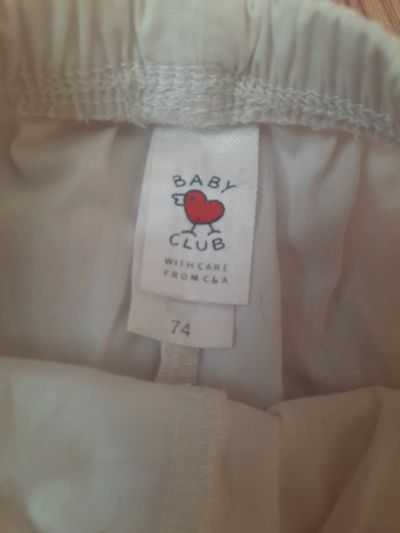 BABY
CLUB
WITH CARE
FROM C&A
74